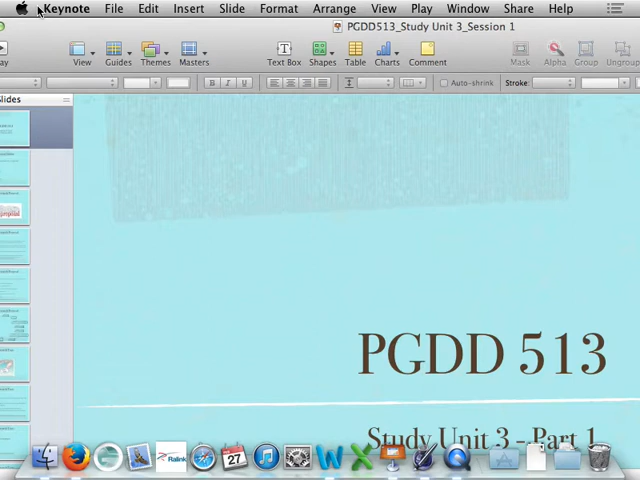 Keynote File Edit Insert Slide Format Arrange View Play Window Share Help
PGDD513_Study Unit 3_Session 1
View Guides Themes Masters Text Box Shapes Table Charts Comment Mask Alpha Group Ungroup
B I U Auto-shrink Stroke:
Slides
PGDD 513
Study Unit 3 - Part 1
Ralink
27